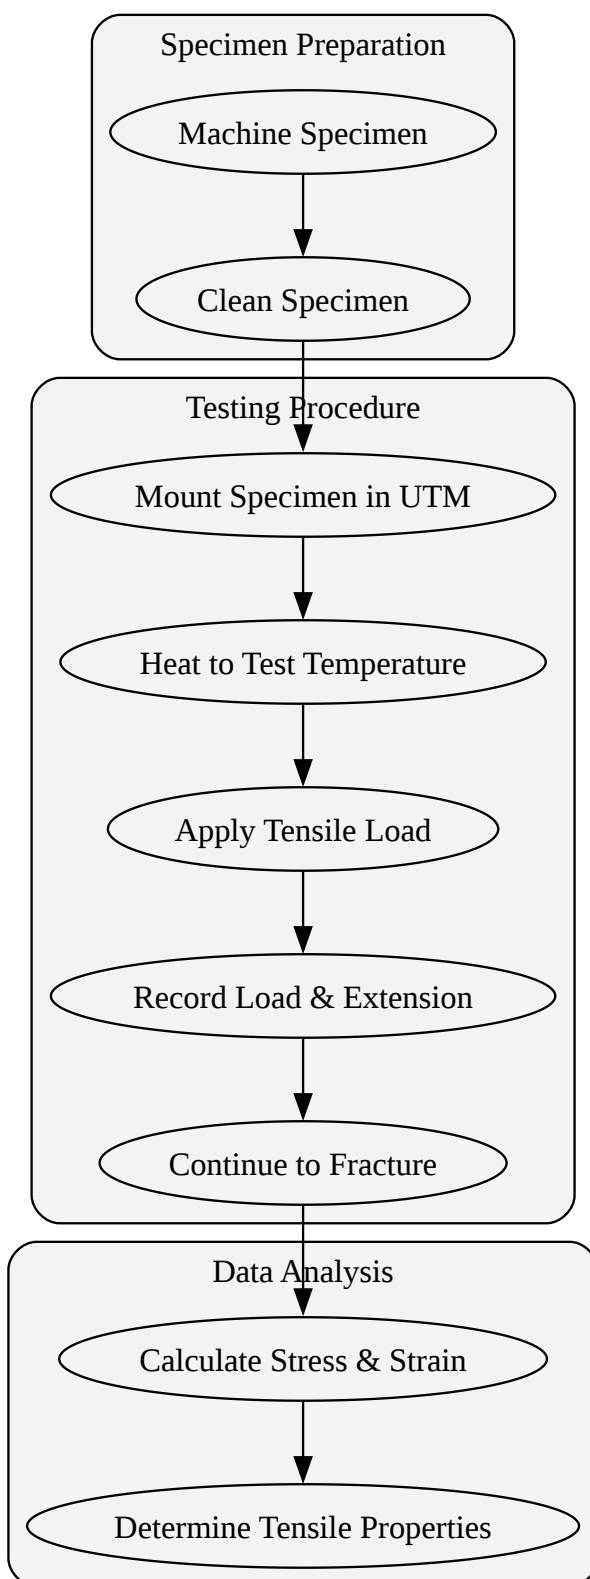 Specimen Preparation
Machine Specimen
Clean Specimen
Testing Procedure
Mount Specimen in UTM
Heat to Test Temperature
Apply Tensile Load
Record Load & Extension
Continue to Fracture
Data Analysis
Calculate Stress & Strain
Determine Tensile Properties